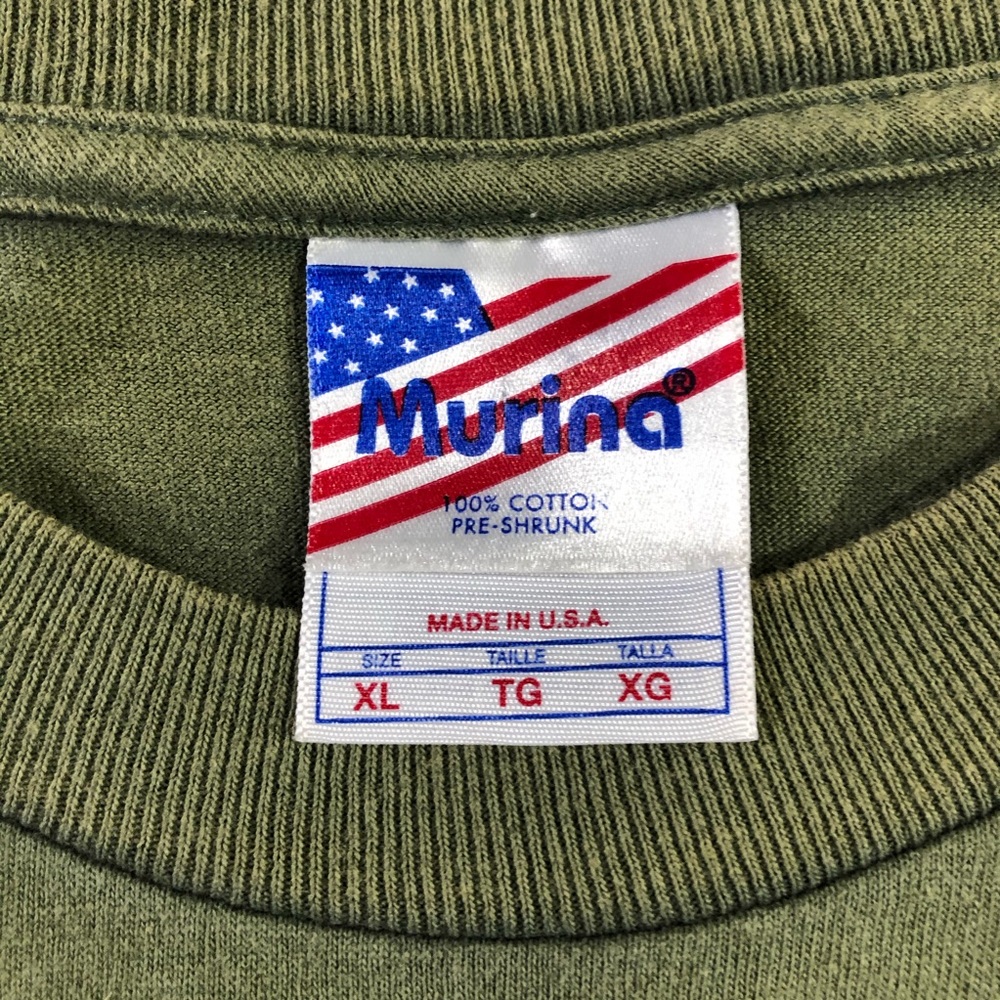 Murina®
100% COTTON
PRE-SHRUNK
MADE IN U.S.A.
SIZE TAILLE TALLA
XL TG XG